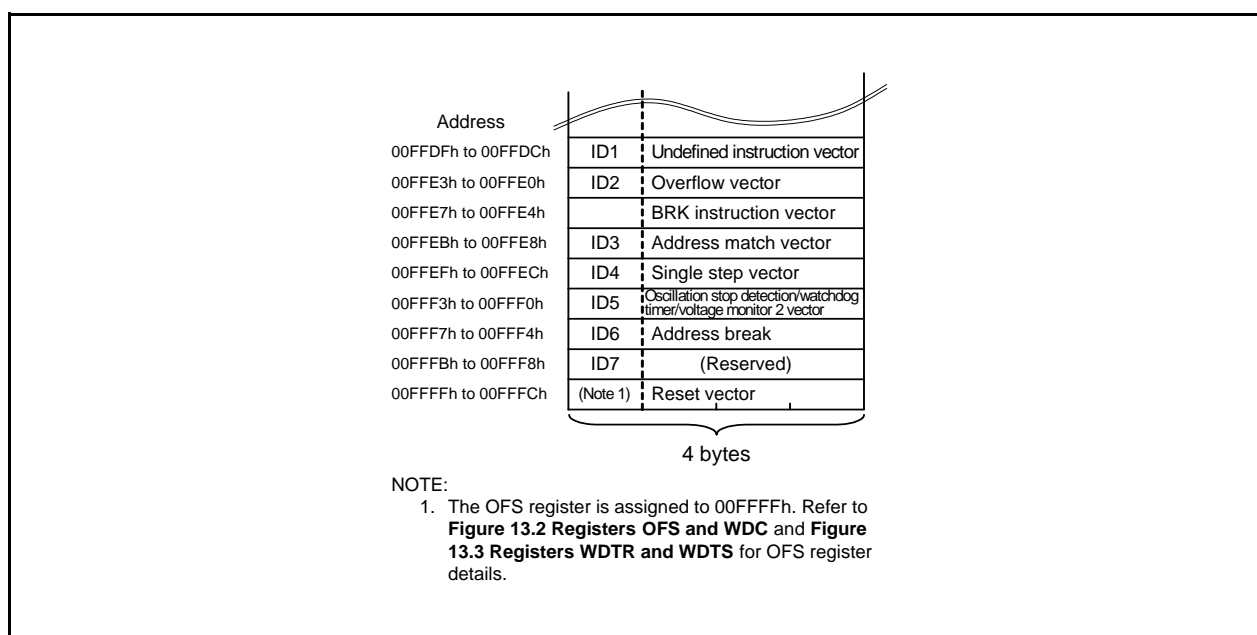 Address
00FFDFh to 00FFDCh ID1 Undefined instruction vector
00FFE3h to 00FFE0h ID2 Overflow vector
00FFE7h to 00FFE4h BRK instruction vector
00FFEBh to 00FFE8h ID3 Address match vector
00FFEFh to 00FFECh ID4 Single step vector
00FFF3h to 00FFF0h ID5 Oscillation stop detection/watchdog
timer/voltage monitor 2 vector
00FFF7h to 00FFF4h ID6 Address break
00FFFBh to 00FFF8h ID7 (Reserved)
00FFFFh to 00FFFCh (Note 1) Reset vector
4 bytes
NOTE:
1. The OFS register is assigned to 00FFFFh. Refer to
Figure 13.2 Registers OFS and WDC and Figure
13.3 Registers WDTR and WDTS for OFS register
details.